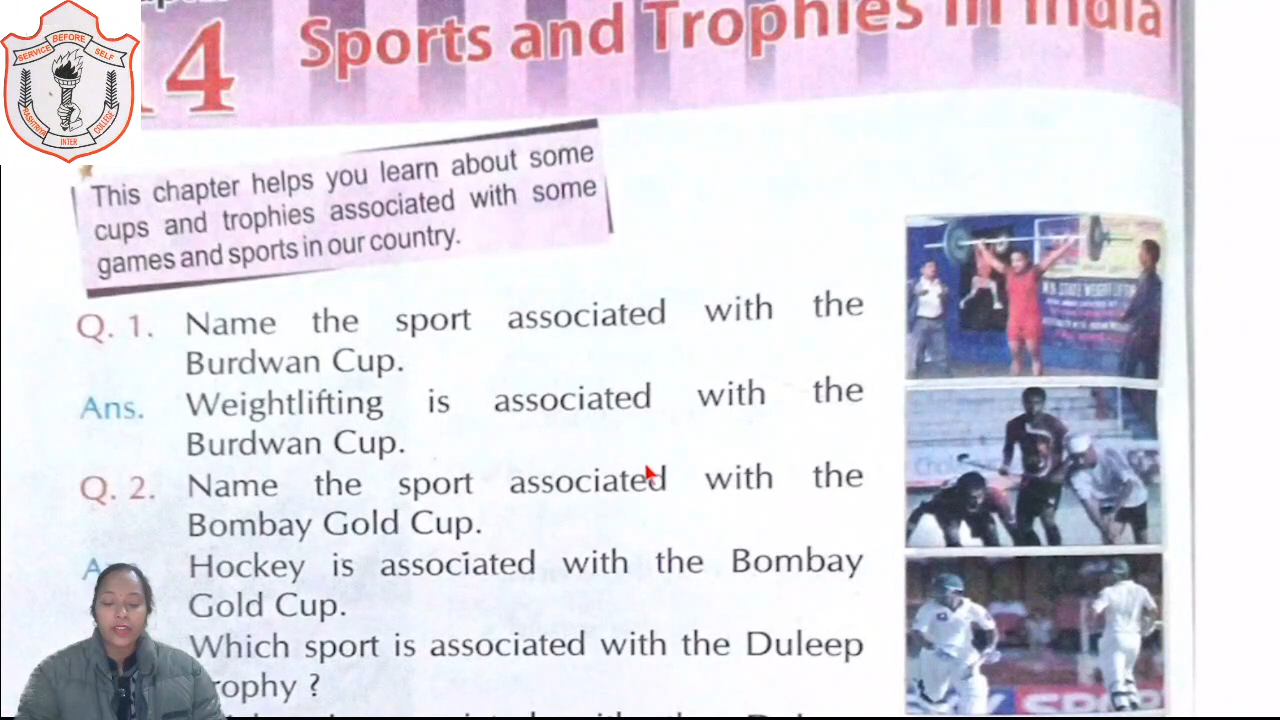 14
Sports and Trophies in India
SERVICE BEFORE SELF
RASHTRIYA INTER COLLEGE
This chapter helps you learn about some
cups and trophies associated with some
games and sports in our country.
Q. 1. Name the sport associated with the
Burdwan Cup.
Ans. Weightlifting is associated with the
Burdwan Cup.
Q. 2. Name the sport associated with the
Bombay Gold Cup.
Hockey is associated with the Bombay
Gold Cup.
Which sport is associated with the Duleep
rophy ?